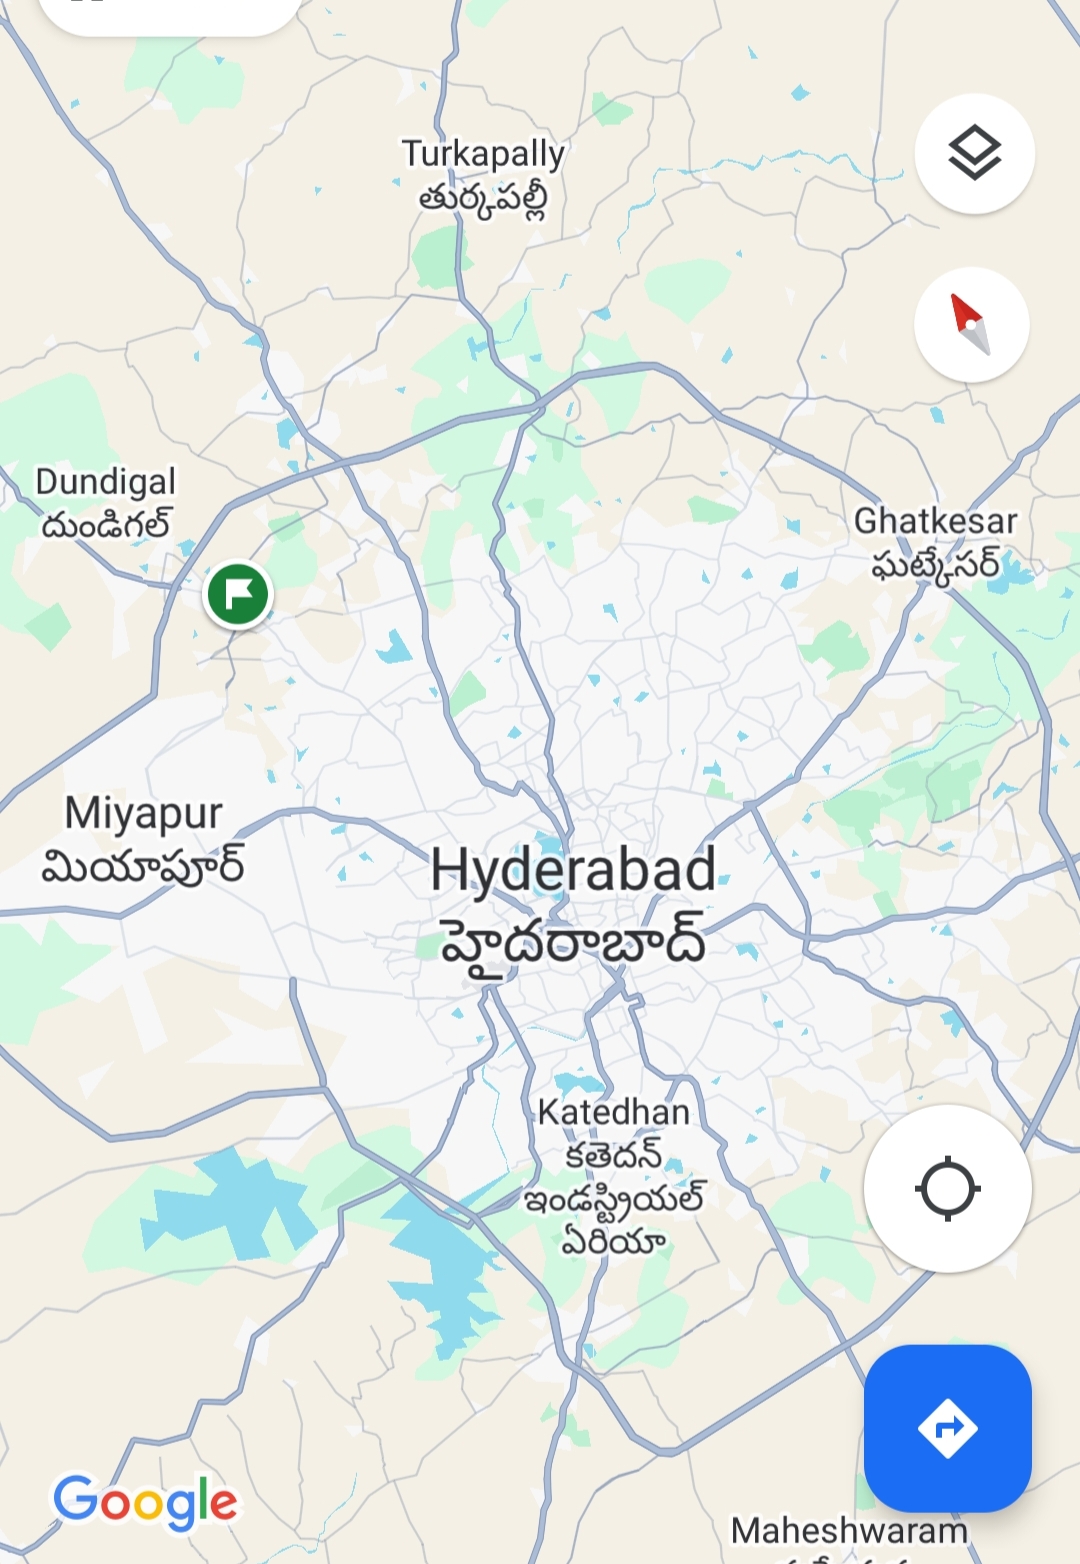 Turkapally
తుర్కపల్లీ
Dundigal
దుండిగల్
Ghatkesar
ఘట్కేసర్
Miyapur
మియాపూర్
Hyderabad
హైదరాబాద్
Katedhan
కతెదన్
ఇండస్ట్రియల్
ఏరియా
Google
Maheshwaram